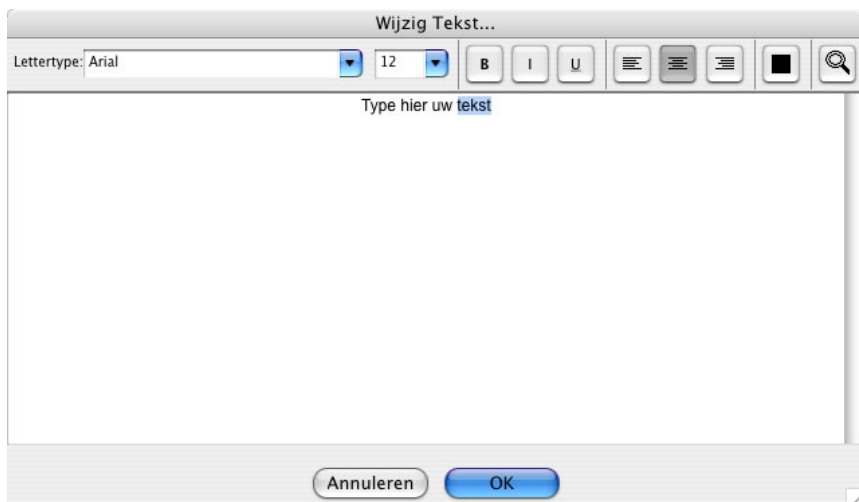 Wijzig Tekst...
Lettertype: Arial 12 B I U
Type hier uw tekst
Annuleren OK